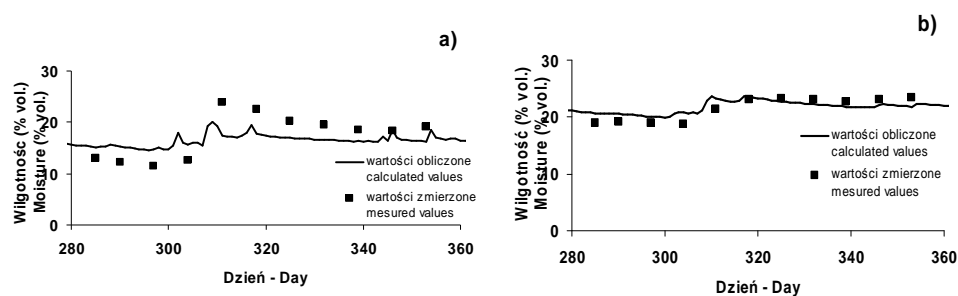 a)
Wilgotność (% vol.)
Moisture (% vol.)
30
20
10
0
280
300
320
340
360
Dzień - Day
wartości obliczone
calculated values
wartości zmierzone
mesured values
b)
Wilgotność (% vol.)
Moisture (% vol.)
30
20
10
0
280
300
320
340
360
Dzień - Day
wartości obliczone
calculated values
wartości zmierzone
mesured values